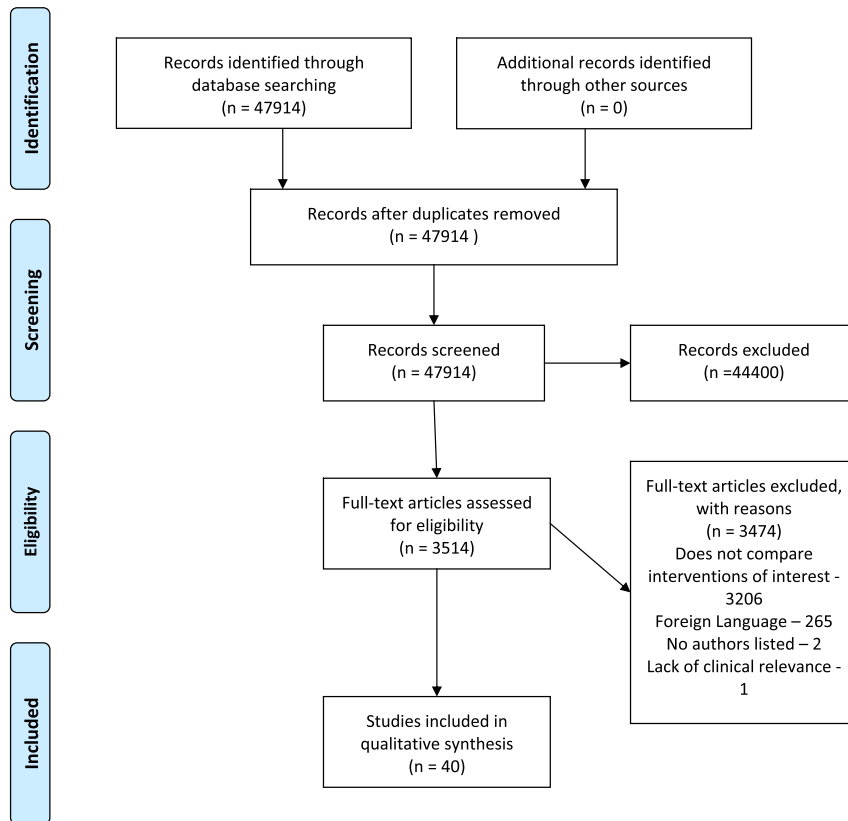 Identification
Records identified through
database searching
(n = 47914)
Additional records identified
through other sources
(n = 0)
Records after duplicates removed
(n = 47914 )
Screening
Records screened
(n = 47914)
Records excluded
(n =44400)
Eligibility
Full-text articles assessed
for eligibility
(n = 3514)
Full-text articles excluded,
with reasons
(n = 3474)
Does not compare
interventions of interest -
3206
Foreign Language – 265
No authors listed – 2
Lack of clinical relevance -
1
Included
Studies included in
qualitative synthesis
(n = 40)